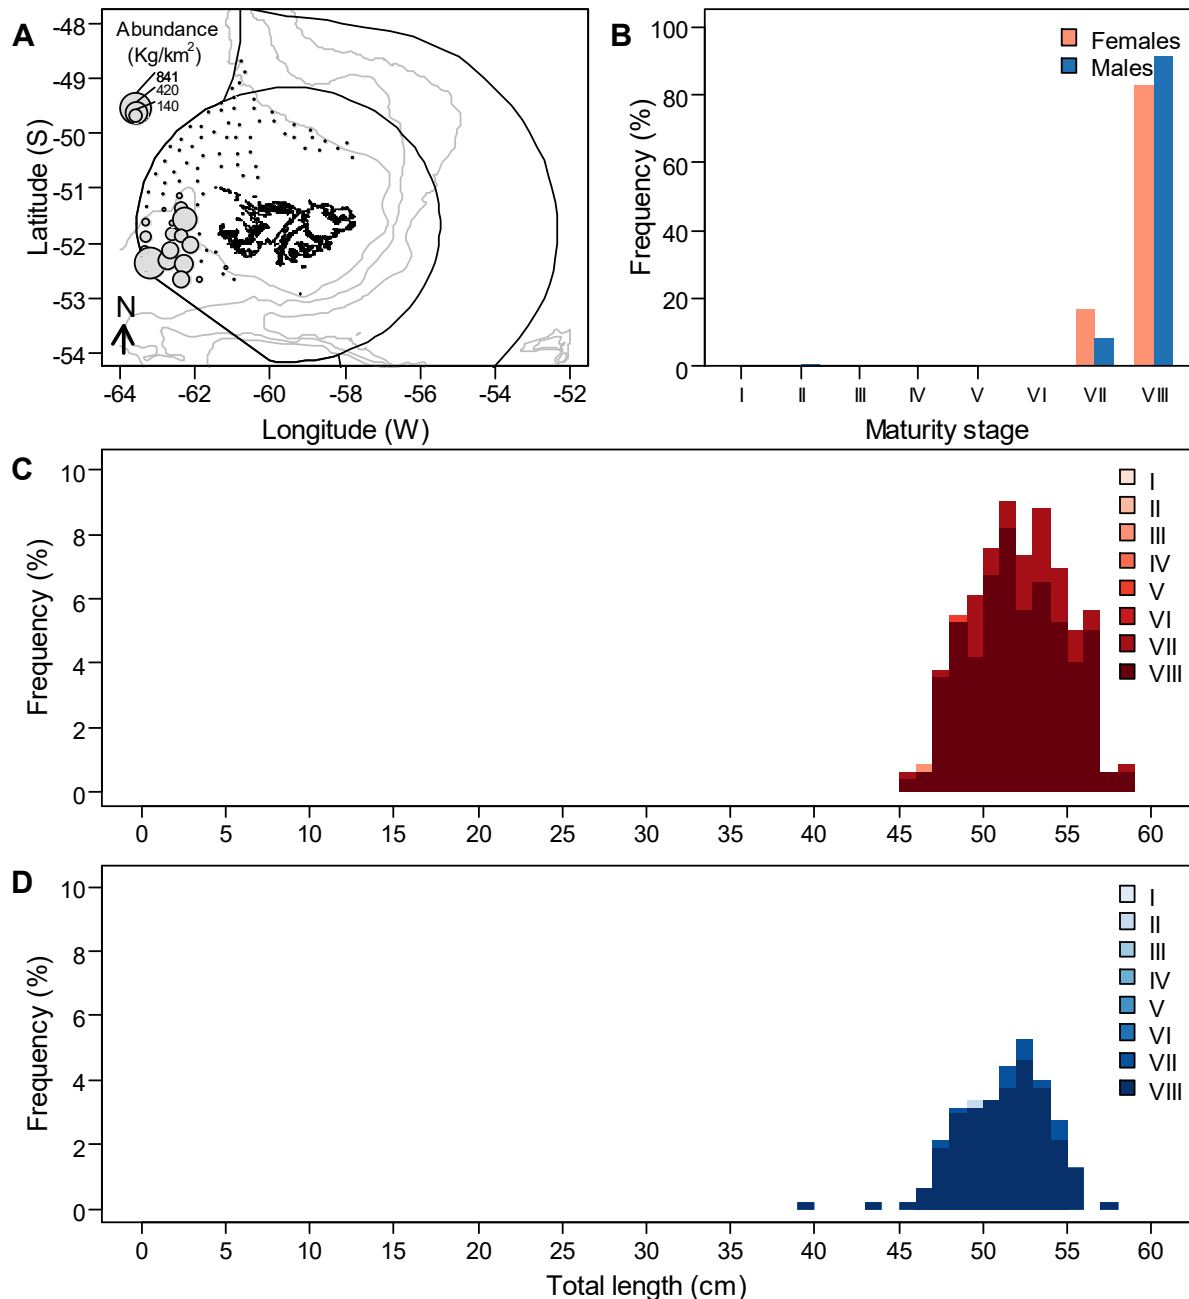 A
Abundance
(Kg/km²)
841
420
140
N
-48
-49
-50
-51
-52
-53
-54
Latitude (S)
-64
-62
-60
-58
-56
-54
-52
Longitude (W)
B
Females
Males
100
80
60
40
20
0
Frequency (%)
I
II
III
IV
V
VI
VII
VIII
Maturity stage
C
10
8
6
4
2
0
Frequency (%)
I
II
III
IV
V
VI
VII
VIII
0
5
10
15
20
25
30
35
40
45
50
55
60
D
10
8
6
4
2
0
Frequency (%)
I
II
III
IV
V
VI
VII
VIII
0
5
10
15
20
25
30
35
40
45
50
55
60
Total length (cm)